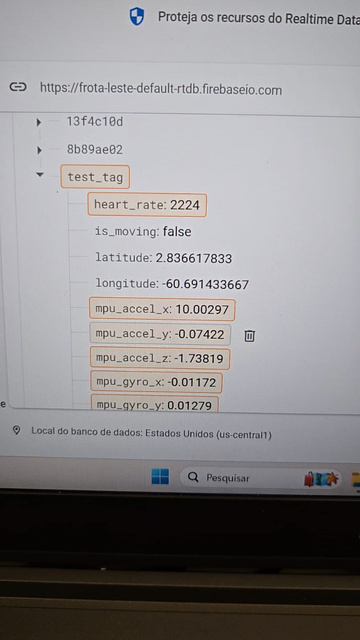 Proteja os recursos do Realtime Data
https://frota-leste-default-rtdb.firebaseio.com
13f4c10d
8b89ae02
test_tag
heart_rate: 2224
is_moving: false
latitude: 2.836617833
longitude: -60.691433667
mpu_accel_x: 10.00297
mpu_accel_y: -0.07422
mpu_accel_z: -1.73819
mpu_gyro_x: -0.01172
mpu_gyro_y: 0.01279
e
Local do banco de dados: Estados Unidos (us-central1)
Pesquisar